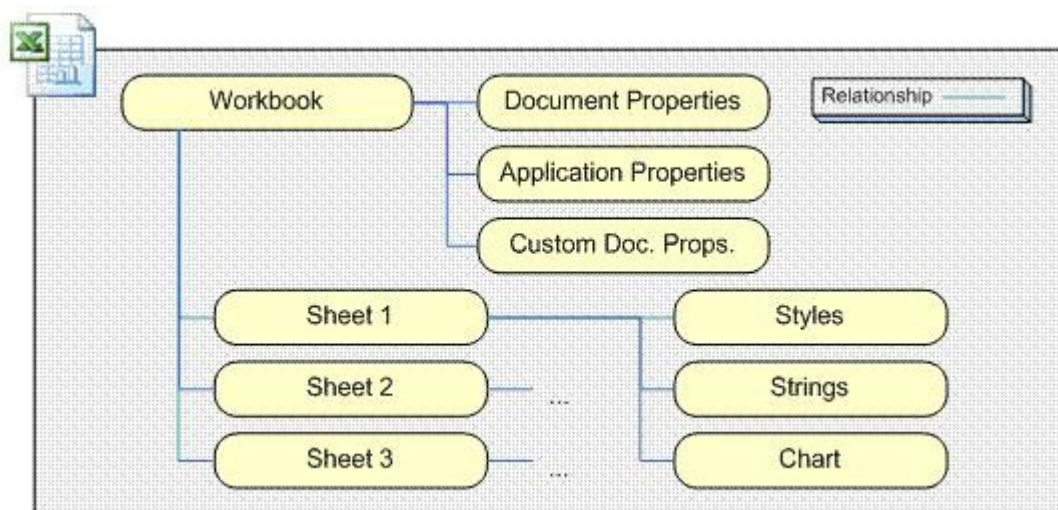 Workbook
Document Properties
Relationship
Application Properties
Custom Doc. Props.
Sheet 1
Styles
Sheet 2
...
Strings
Sheet 3
...
Chart